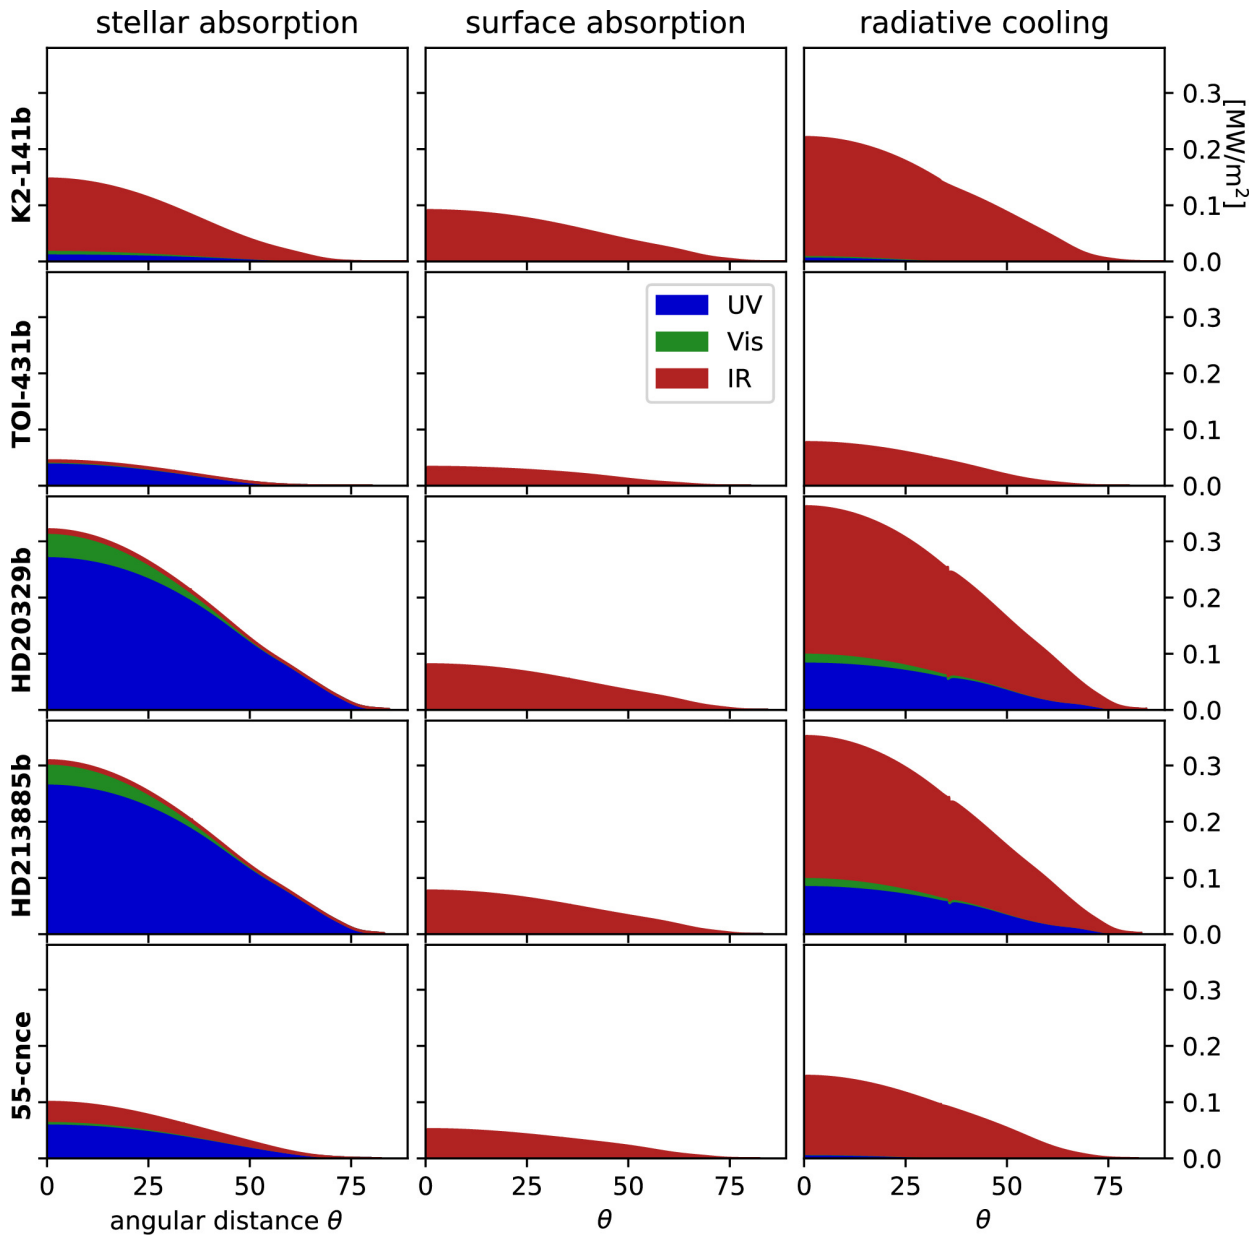 stellar absorption
surface absorption
radiative cooling
K2-141b
0.3
0.2
0.1
0.0
[MW/m²]
TOI-431b
UV
Vis
IR
0.3
0.2
0.1
0.0
HD20329b
0.3
0.2
0.1
0.0
HD213885b
0.3
0.2
0.1
0.0
55-cnce
0.3
0.2
0.1
0.0
0 25 50 75
0 25 50 75
0 25 50 75
angular distance θ
θ
θ